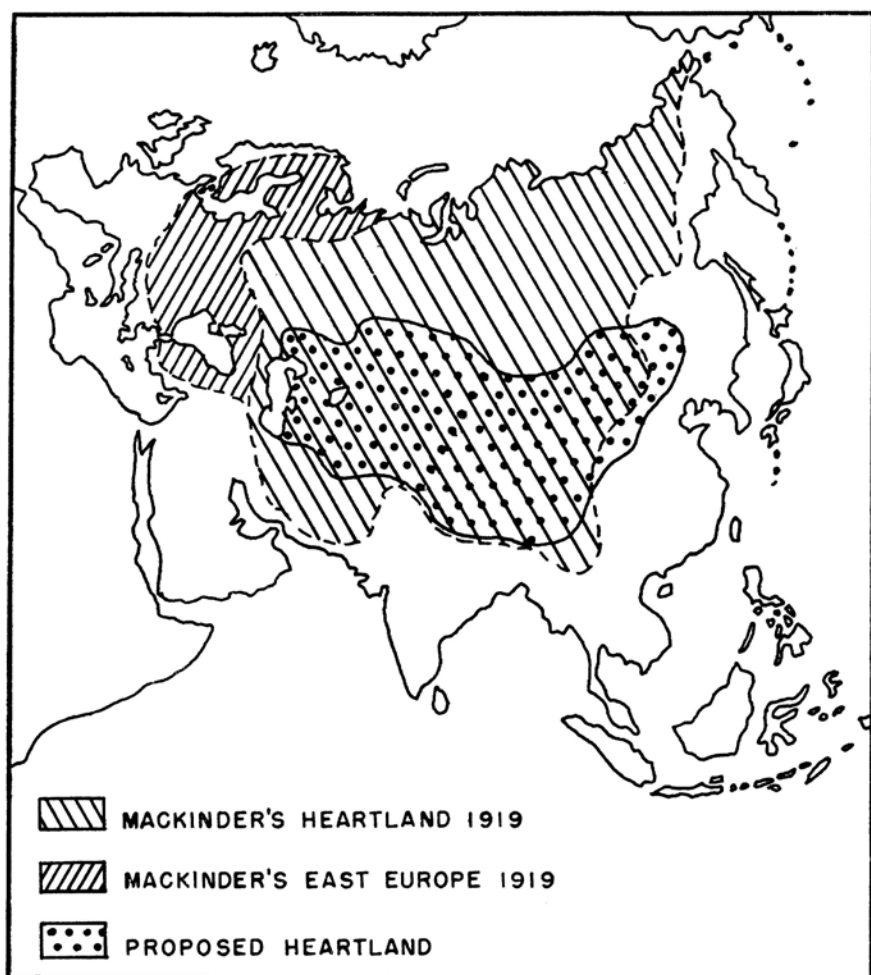 MACKINDER'S HEARTLAND 1919
MACKINDER'S EAST EUROPE 1919
PROPOSED HEARTLAND